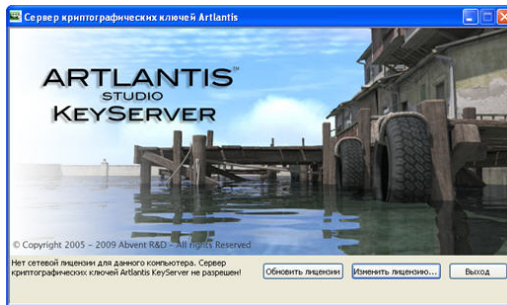 Сервер криптографических ключей Artlantis
ARTLANTIS™
STUDIO
KEYSERVER
© Copyright 2005 – 2009 Abvent R&D – All rights Reserved
Нет сетевой лицензии для данного компьютера. Сервер
криптографических ключей Artlantis KeyServer не разрешен!
Обновить лицензии
Изменить лицензию...
Выход